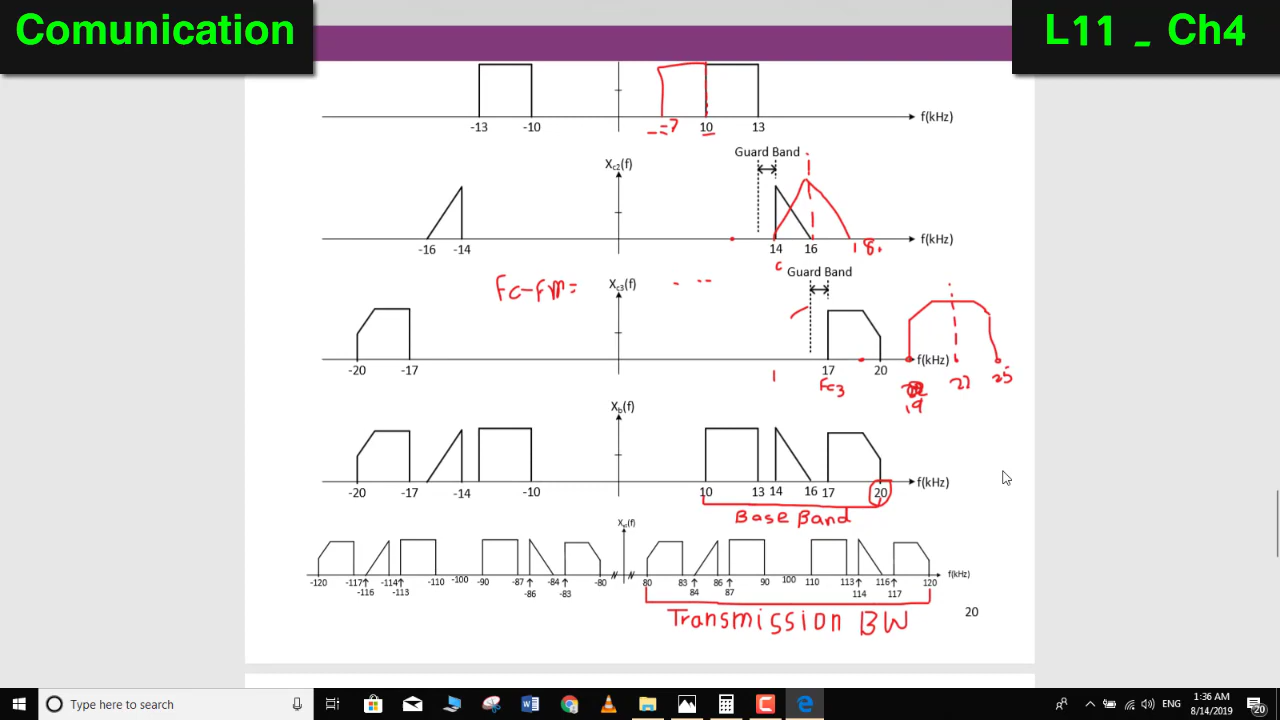 Comunication
L11 _ Ch4
-13 -10 =7 10 13 f(kHz)
Guard Band
Xc2(f)
-16 -14 14 16 18. f(kHz)
c
Guard Band
Fc-Fm= Xc3(f)
-20 -17 17 20 f(kHz)
Fc3 19 22 25
Xb(f)
-20 -17 -14 -10 10 13 14 16 17 20 f(kHz)
Base Band
-120 -117 -114 -110 -100 -90 -87 -84 -80 80 83 86 90 100 110 113 116 120 f(kHz)
-116 -113 -86 -83 84 87 114 117
Transmission BW
20
Type here to search
ENG
1:36 AM
8/14/2019
20